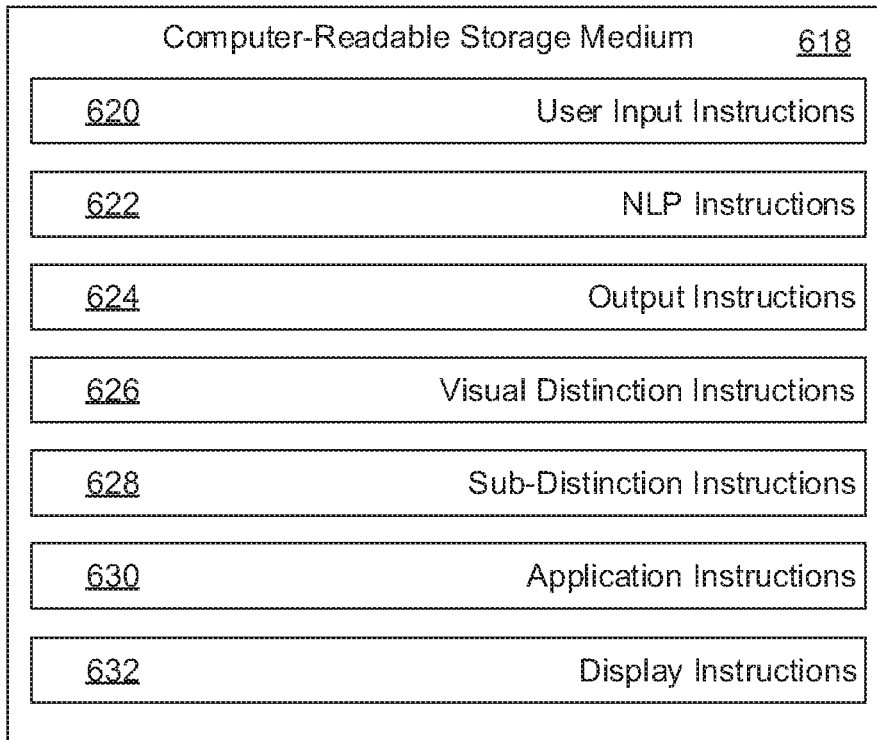 Computer-Readable Storage Medium 618
620 User Input Instructions
622 NLP Instructions
624 Output Instructions
626 Visual Distinction Instructions
628 Sub-Distinction Instructions
630 Application Instructions
632 Display Instructions